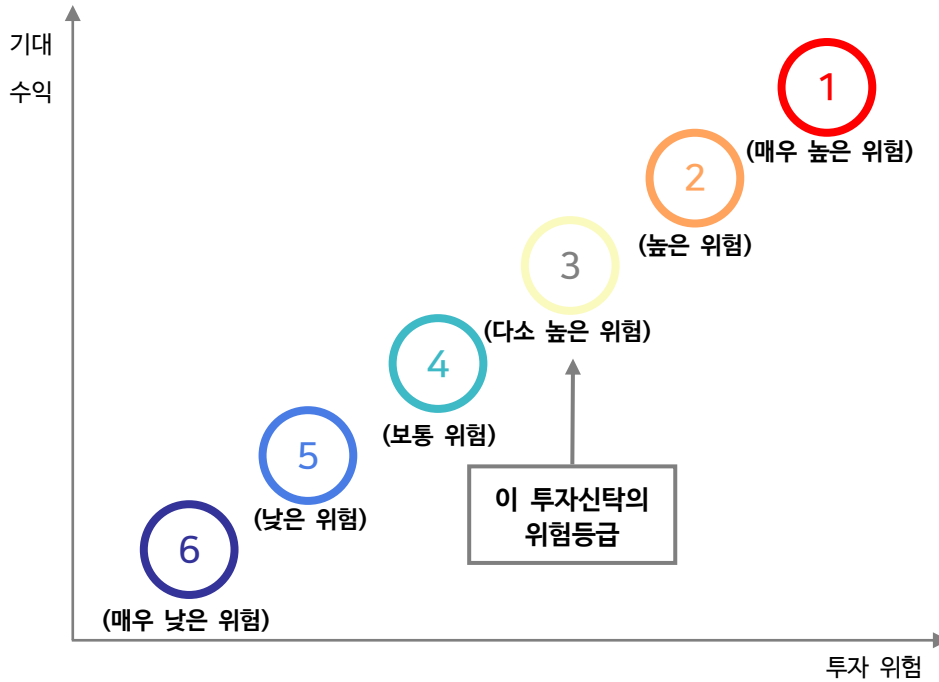 기대
수익
1
(매우 높은 위험)
2
(높은 위험)
3
(다소 높은 위험)
4
(보통 위험)
5
(낮은 위험)
이 투자신탁의
위험등급
6
(매우 낮은 위험)
투자 위험